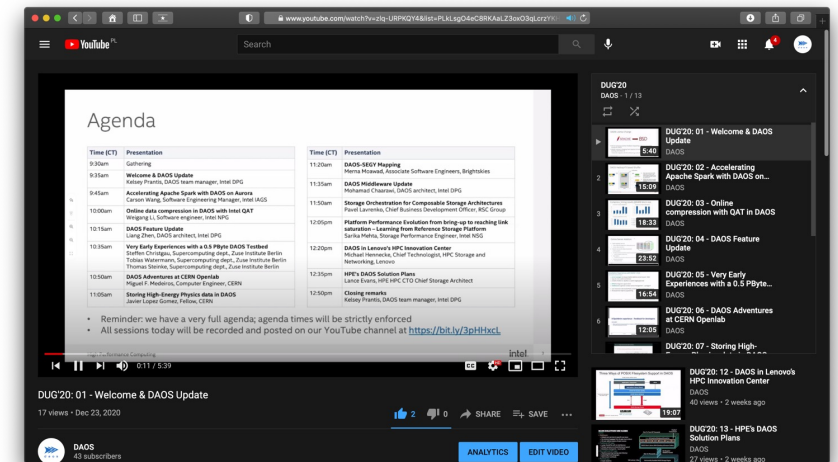 www.youtube.com/watch?v=zIq-URPKQY4&list=PLkLsgO4eC8RKAaLZ3oxO3qLcrzYK
YouTube PL
Search
4
Agenda
Time (CT) Presentation
9:30am Gathering
9:35am Welcome & DAOS Update
Kelsey Prantis, DAOS team manager, Intel DPG
9:45am Accelerating Apache Spark with DAOS on Aurora
Carson Wang, Software Engineering Manager, Intel IAGS
10:00am Online data compression in DAOS with Intel QAT
Weigang Li, Software engineer, Intel NPG
10:15am DAOS Feature Update
Liang Zhen, DAOS architect, Intel DPG
10:35am Very Early Experiences with a 0.5 PByte DAOS Testbed
Steffen Christgau, Supercomputing dept., Zuse Institute Berlin
Tobias Watermann, Supercomputing dept., Zuse Institute Berlin
Thomas Steinke, Supercomputing dept., Zuse Institute Berlin
10:50am DAOS Adventures at CERN Openlab
Miguel F. Medeiros, Computer Engineer, CERN
11:05am Storing High-Energy Physics data in DAOS
Javier Lopez Gomez, Fellow, CERN
Time (CT) Presentation
11:20am DAOS-SEGY Mapping
Merna Moawad, Associate Software Engineers, Brightskies
11:35am DAOS Middleware Update
Mohamad Chaarawi, DAOS architect, Intel DPG
11:50am Storage Orchestration for Composable Storage Architectures
Pavel Lavrenko, Chief Business Development Officer, RSC Group
12:05pm Platform Performance Evolution from bring-up to reaching link
saturation – Learning from Reference Storage Platform
Sarika Mehta, Storage Performance Engineer, Intel NSG
12:20pm DAOS in Lenovo's HPC Innovation Center
Michael Hennecke, Chief Technologist, HPC Storage and
Networking, Lenovo
12:35pm HPE's DAOS Solution Plans
Lance Evans, HPE HPC CTO Chief Storage Architect
12:50pm Closing remarks
Kelsey Prantis, DAOS team manager, Intel DPG
• Reminder: we have a very full agenda; agenda times will be strictly enforced
• All sessions today will be recorded and posted on our YouTube channel at https://bit.ly/3pHHxcL
High Performance Computing
intel
0:11 / 5:39
DUG'20: 01 - Welcome & DAOS Update
17 views • Dec 23, 2020
2
0
SHARE
SAVE
DAOS
43 subscribers
ANALYTICS
EDIT VIDEO
DUG'20
DAOS - 1 / 13
5:40
DUG'20: 01 - Welcome & DAOS
Update
DAOS
2
15:09
DUG'20: 02 - Accelerating
Apache Spark with DAOS on...
DAOS
3
18:33
DUG'20: 03 - Online
compression with QAT in DAOS
DAOS
4
23:52
DUG'20: 04 - DAOS Feature
Update
DAOS
5
16:54
DUG'20: 05 - Very Early
Experiences with a 0.5 PByte...
DAOS
6
12:05
DUG'20: 06 - DAOS Adventures
at CERN Openlab
DAOS
DUG'20: 07 - Storing High-
19:07
DUG'20: 12 - DAOS in Lenovo's
HPC Innovation Center
DAOS
40 views • 2 weeks ago
DUG'20: 13 - HPE's DAOS
Solution Plans
DAOS
27 views • 2 weeks ago